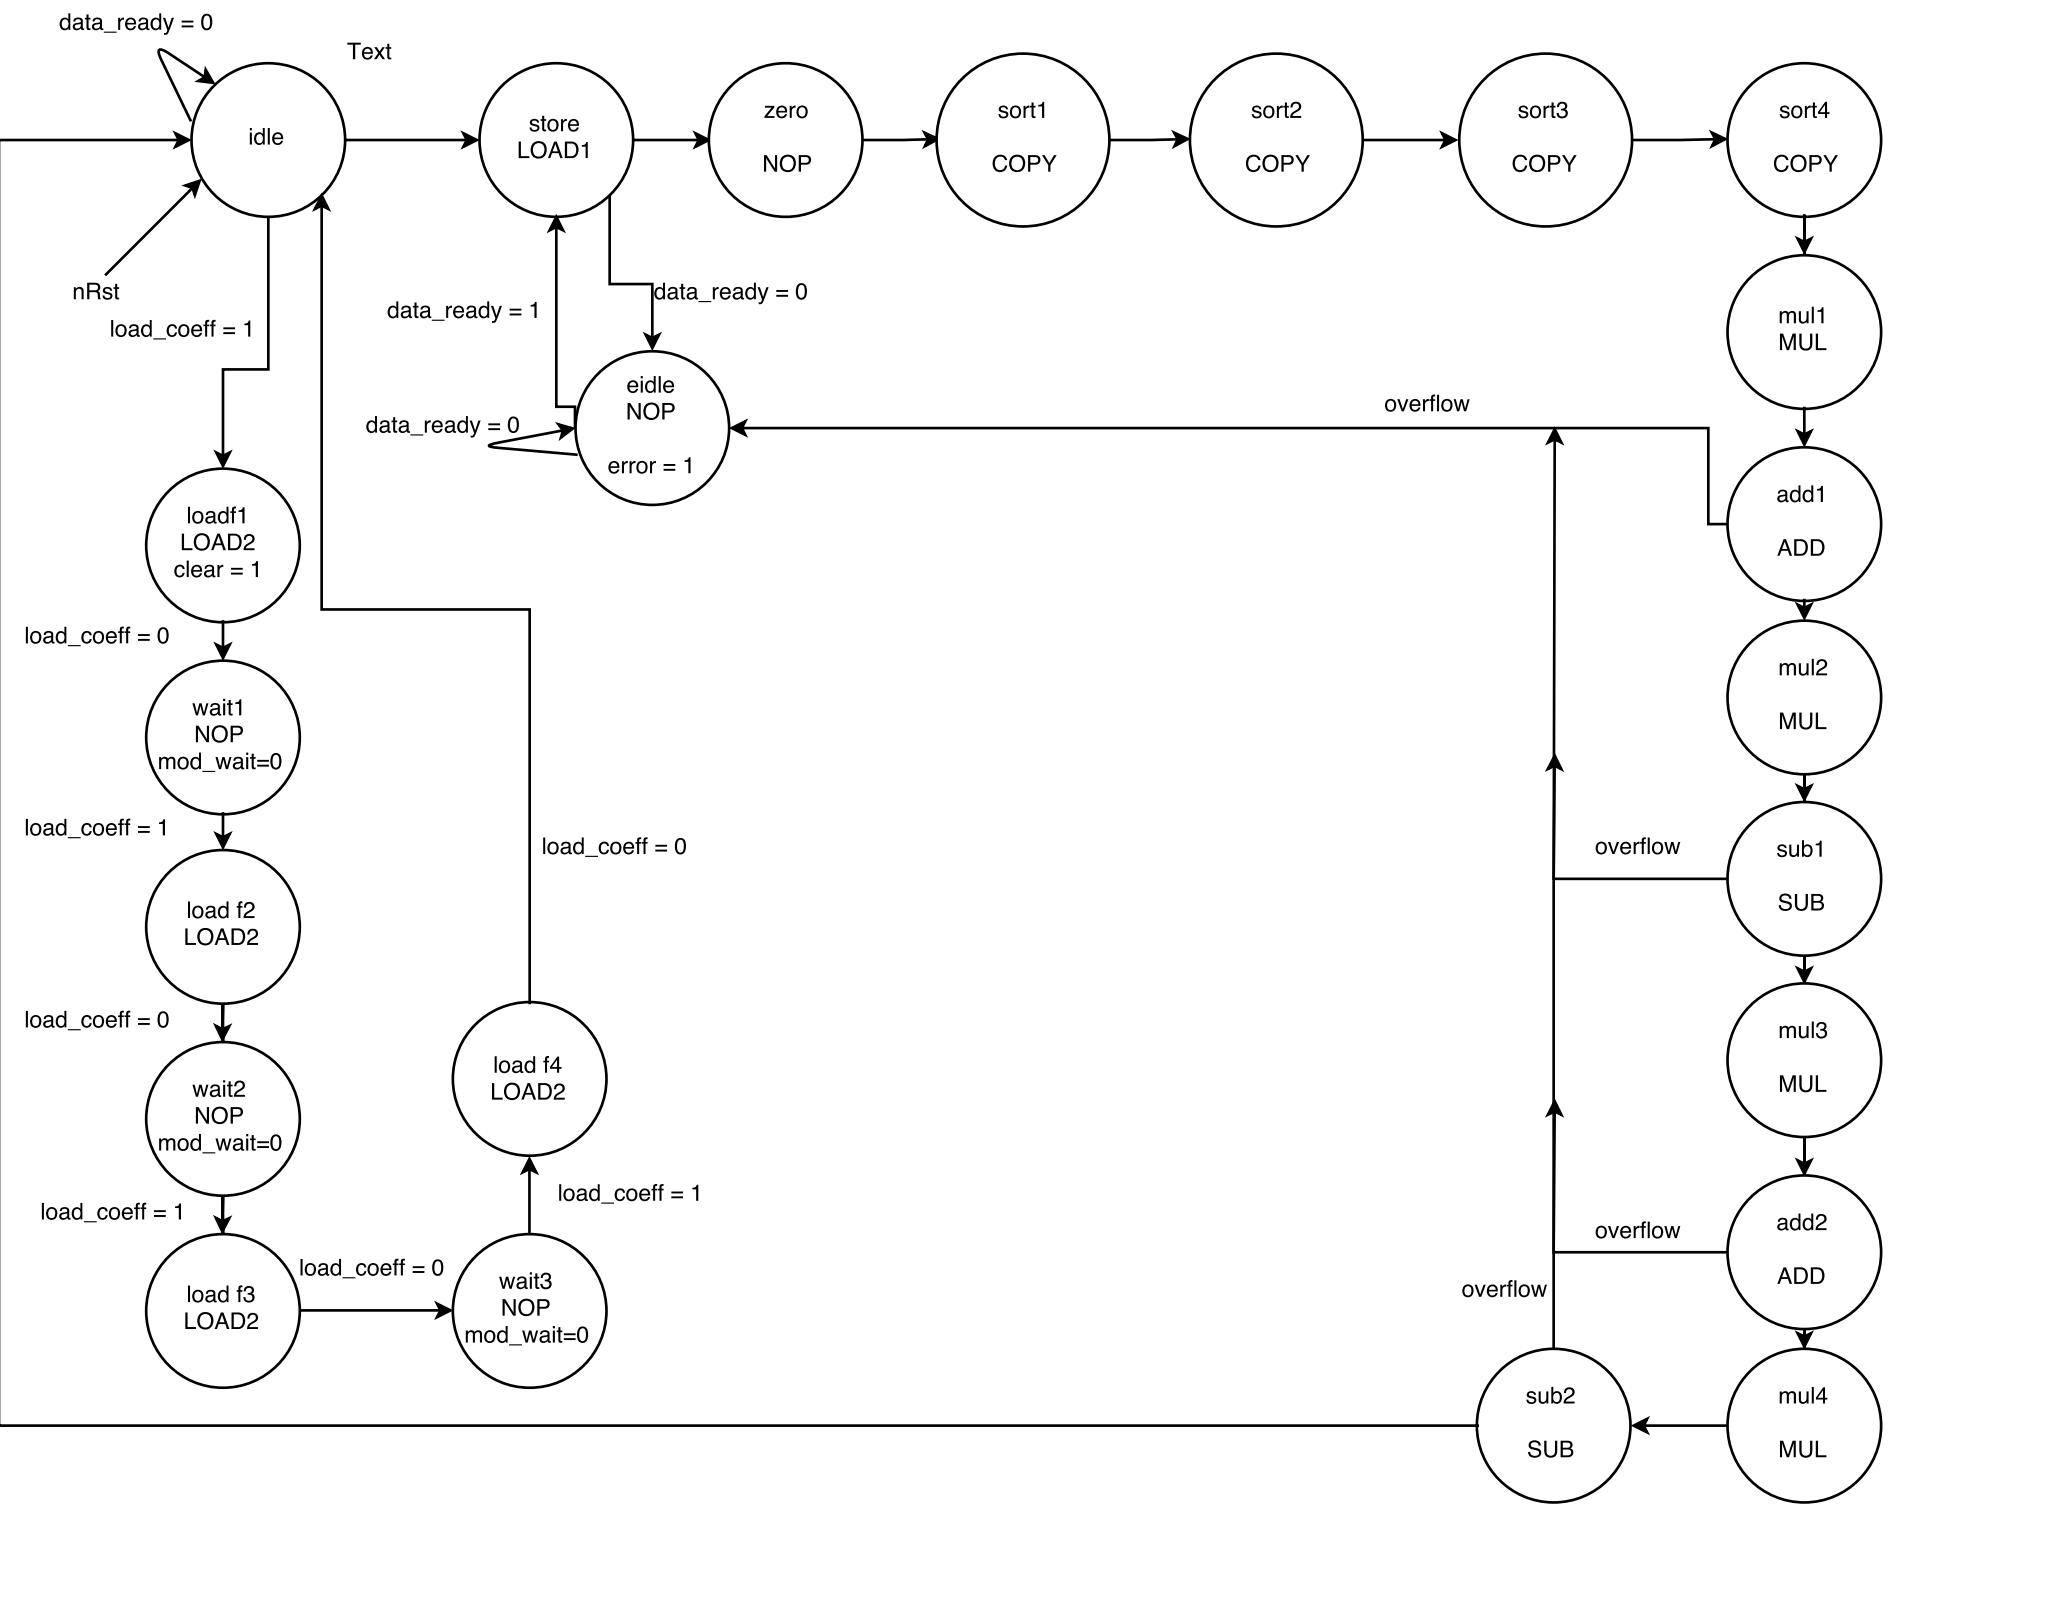 data_ready = 0
Text
idle
store
LOAD1
zero
NOP
sort1
COPY
sort2
COPY
sort3
COPY
sort4
COPY
nRst
load_coeff = 1
data_ready = 1
data_ready = 0
mul1
MUL
eidle
NOP
error = 1
data_ready = 0
overflow
add1
ADD
loadf1
LOAD2
clear = 1
load_coeff = 0
mul2
MUL
wait1
NOP
mod_wait=0
load_coeff = 1
load_coeff = 0
overflow
sub1
SUB
load f2
LOAD2
load_coeff = 0
mul3
MUL
wait2
NOP
mod_wait=0
load f4
LOAD2
load_coeff = 1
load_coeff = 1
overflow
add2
ADD
load f3
LOAD2
load_coeff = 0
wait3
NOP
mod_wait=0
overflow
sub2
SUB
mul4
MUL